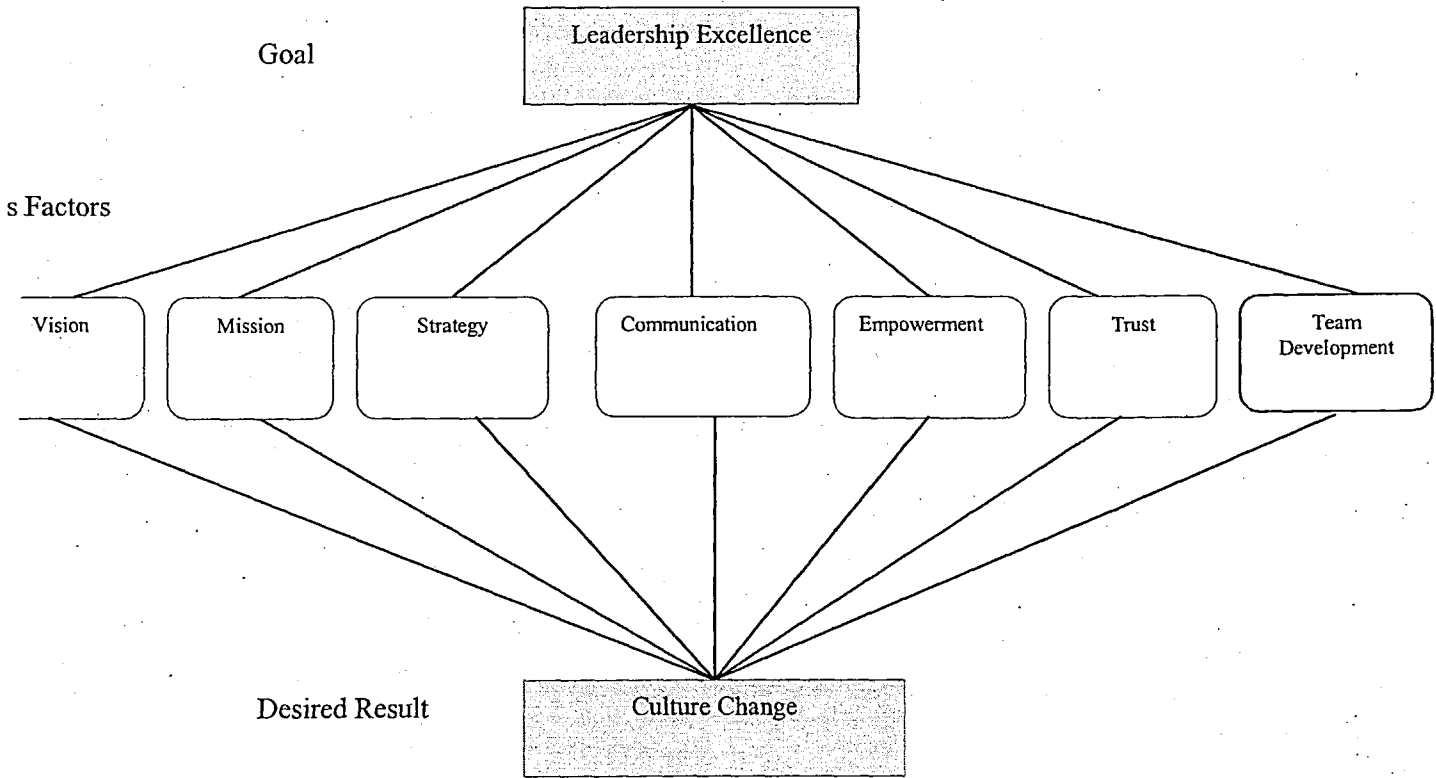 Leadership Excellence
Goal
s Factors
Vision
Mission
Strategy
Communication
Empowerment
Trust
Team
Development
Desired Result
Culture Change